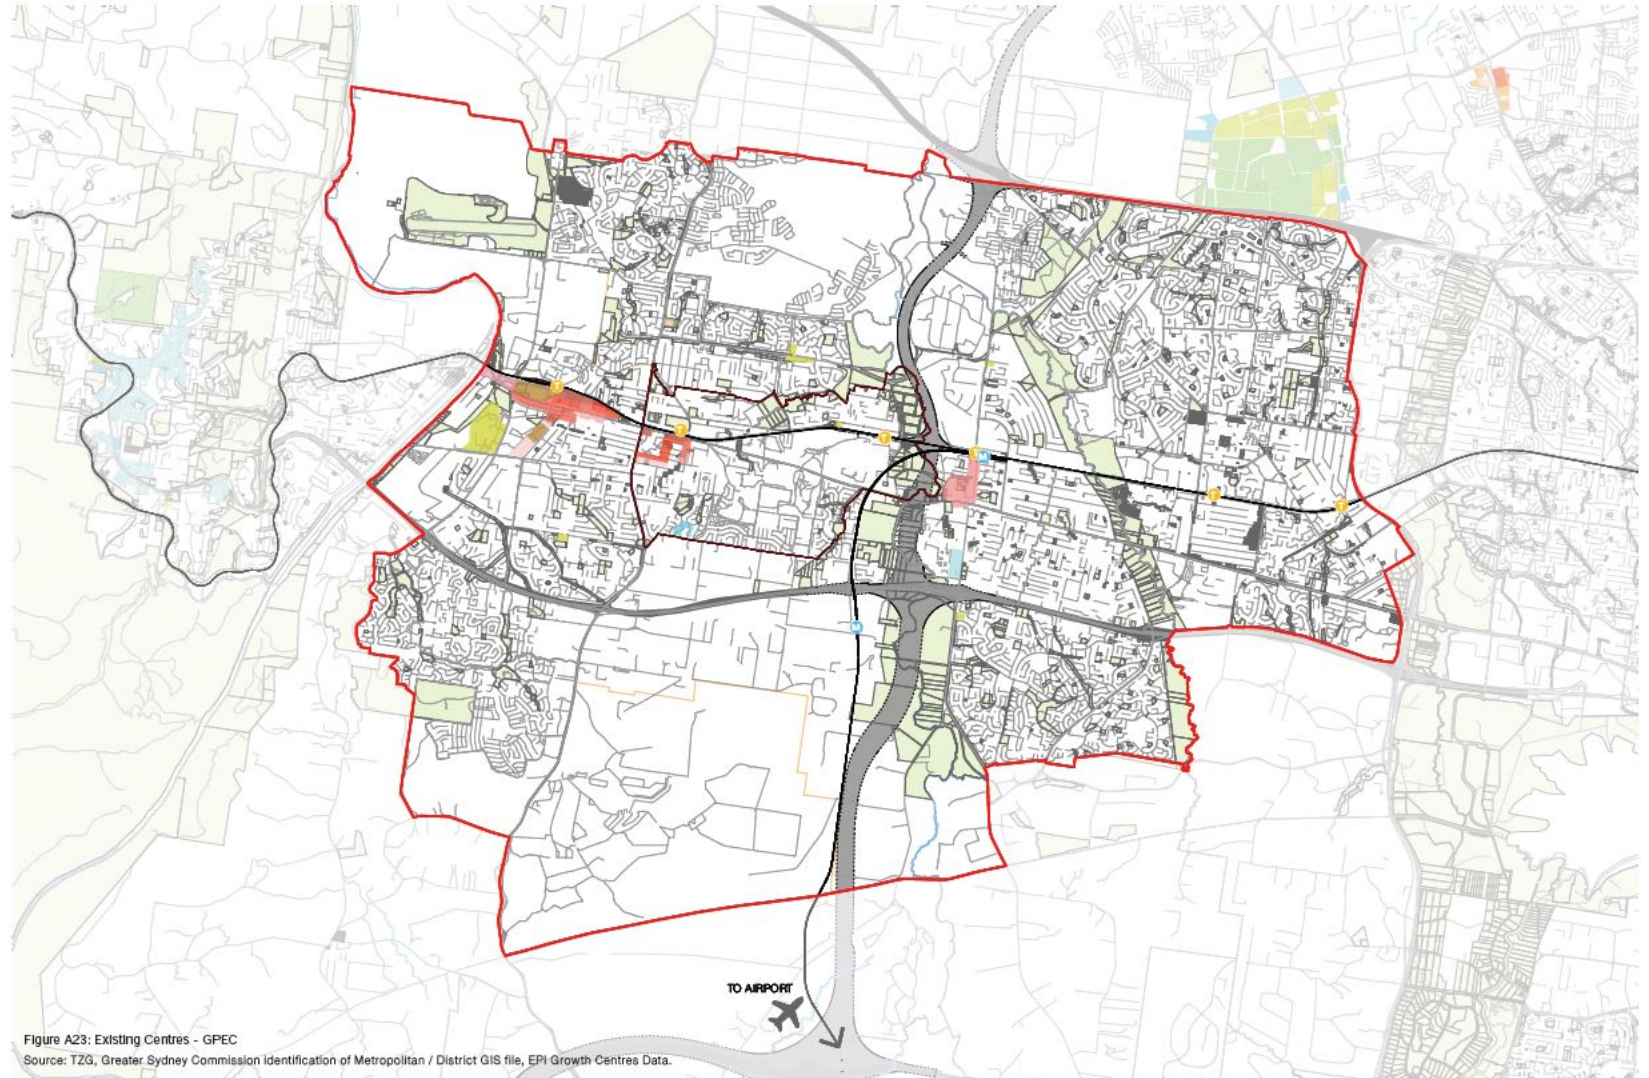 T
T
T
T
M
T
T
M
TO AIRPORT
Figure A23: Existing Centres - GPEC
Source: TZG, Greater Sydney Commission identification of Metropolitan / District GIS file, EPI Growth Centres Data.